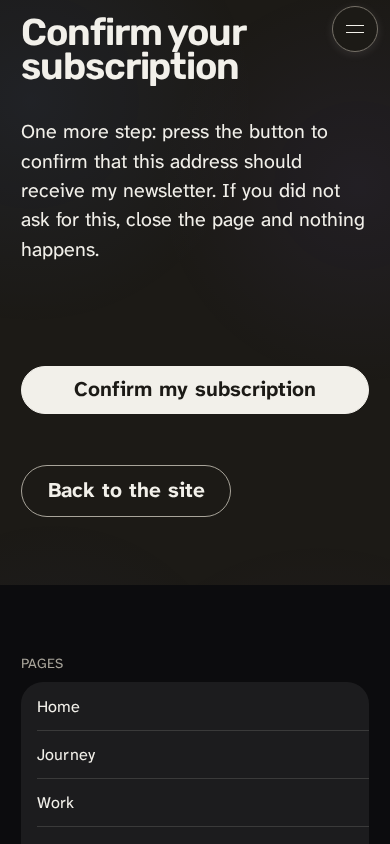 Confirm your
subscription
One more step: press the button to
confirm that this address should
receive my newsletter. If you did not
ask for this, close the page and nothing
happens.
Confirm my subscription
Back to the site
PAGES
Home
Journey
Work